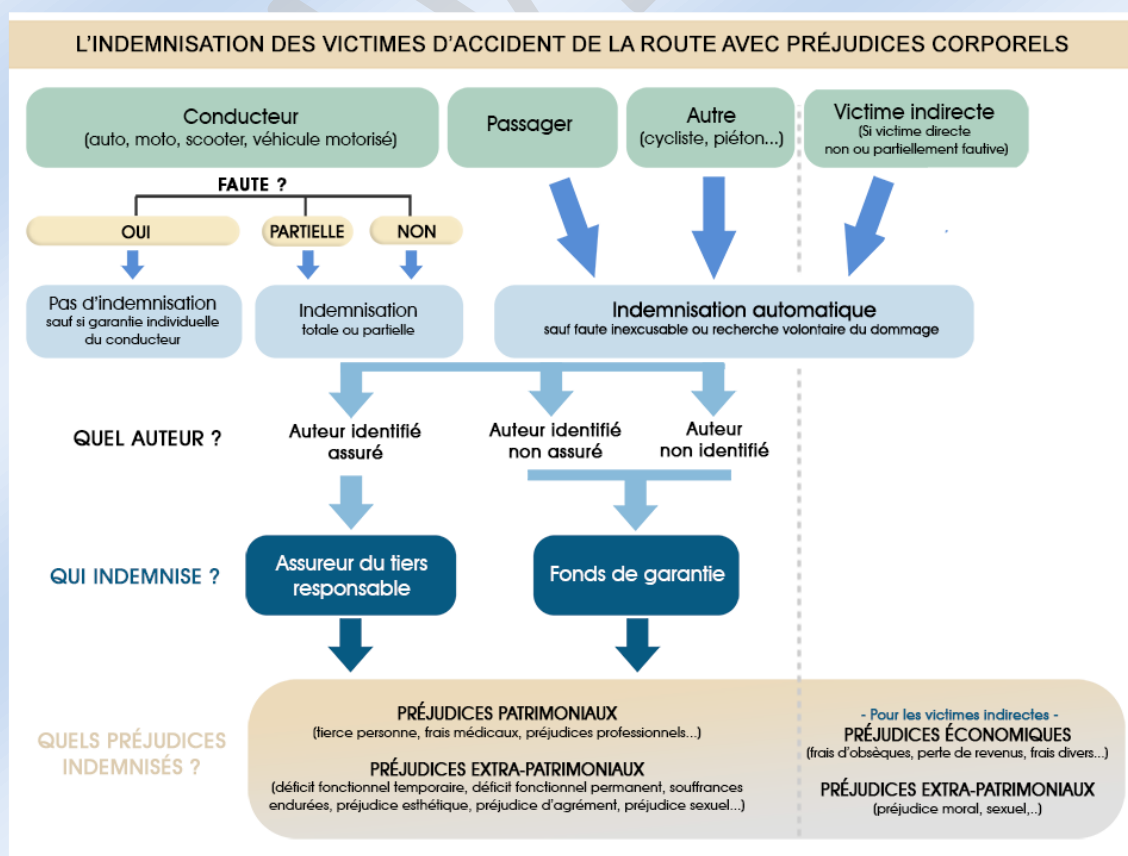 L'INDEMNISATION DES VICTIMES D'ACCIDENT DE LA ROUTE AVEC PRÉJUDICES CORPORELS
Conducteur
(auto, moto, scooter, véhicule motorisé)
Passager
Autre
(cycliste, piéton...)
Victime indirecte
(Si victime directe
non ou partiellement fautive)
FAUTE ?
OUI
PARTIELLE
NON
Pas d'indemnisation
sauf si garantie individuelle
du conducteur
Indemnisation
totale ou partielle
Indemnisation automatique
sauf faute inexcusable ou recherche volontaire du dommage
QUEL AUTEUR ?
Auteur identifié
assuré
Auteur identifié
non assuré
Auteur
non identifié
QUI INDEMNISE ?
Assureur du tiers
responsable
Fonds de garantie
QUELS PRÉJUDICES
INDEMNISÉS ?
PRÉJUDICES PATRIMONIAUX
(tierce personne, frais médicaux, préjudices professionnels...)
PRÉJUDICES EXTRA-PATRIMONIAUX
(déficit fonctionnel temporaire, déficit fonctionnel permanent, souffrances
endurées, préjudice esthétique, préjudice d'agrément, préjudice sexuel...)
- Pour les victimes indirectes -
PRÉJUDICES ÉCONOMIQUES
(frais d'obsèques, perte de revenus, frais divers...)
PRÉJUDICES EXTRA-PATRIMONIAUX
(préjudice moral, sexuel,..)